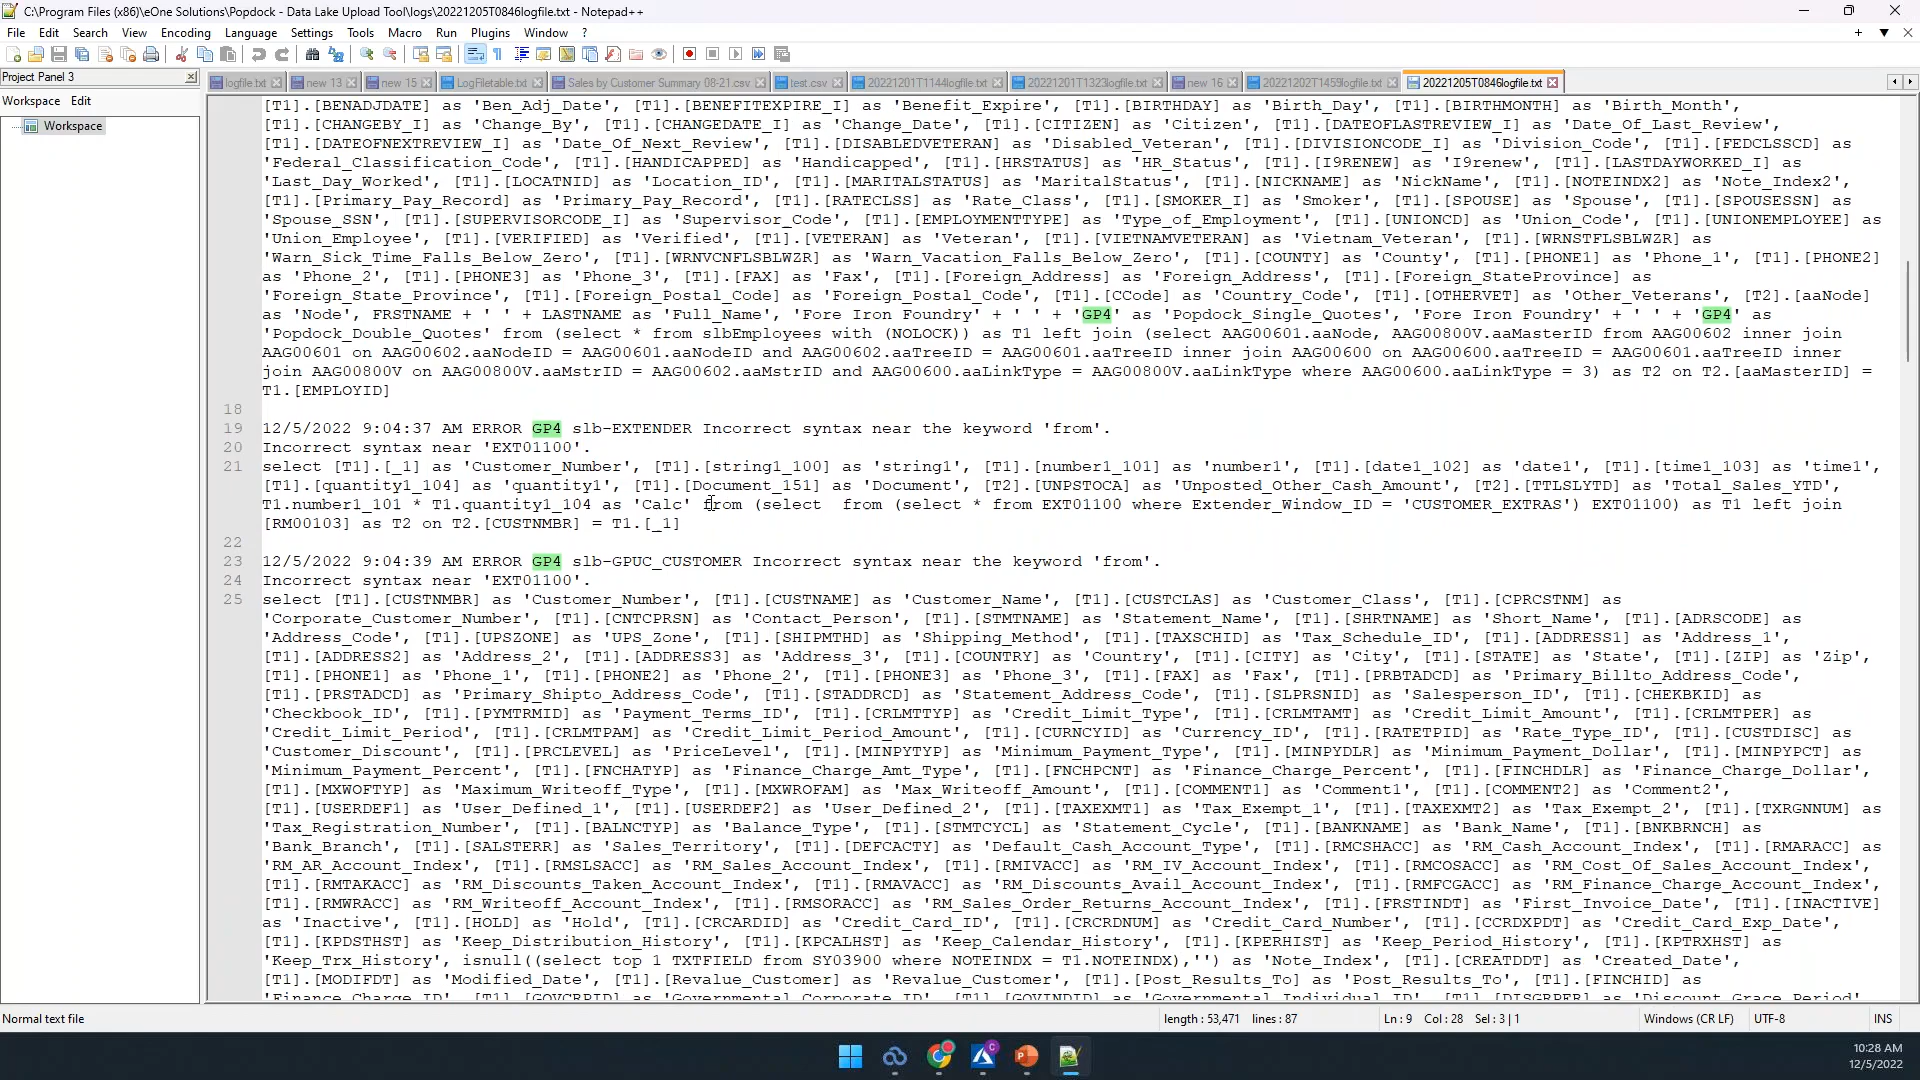 C:\Program Files (x86)\eOne Solutions\Popdock - Data Lake Upload Tool\logs\20221205T0846logfile.txt - Notepad++
File Edit Search View Encoding Language Settings Tools Macro Run Plugins Window ?
Project Panel 3
logfile.txt new 13 new 15 LogFiletable.txt Sales by Customer Summary 08-21.csv test.csv 20221201T1144logfile.txt 20221201T1323logfile.txt new 16 20221202T1459logfile.txt 20221205T0846logfile.txt
Workspace Edit
Workspace
[T1].[BENADJDATE] as 'Ben_Adj_Date', [T1].[BENEFITEXPIRE_I] as 'Benefit_Expire', [T1].[BIRTHDAY] as 'Birth_Day', [T1].[BIRTHMONTH] as 'Birth_Month',
[T1].[CHANGEBY_I] as 'Change_By', [T1].[CHANGEDATE_I] as 'Change_Date', [T1].[CITIZEN] as 'Citizen', [T1].[DATEOFLASTREVIEW_I] as 'Date_Of_Last_Review',
[T1].[DATEOFNEXTREVIEW_I] as 'Date_Of_Next_Review', [T1].[DISABLEDVETERAN] as 'Disabled_Veteran', [T1].[DIVISIONCODE_I] as 'Division_Code', [T1].[FEDCLSSCD] as
'Federal_Classification_Code', [T1].[HANDICAPPED] as 'Handicapped', [T1].[HRSTATUS] as 'HR_Status', [T1].[I9RENEW] as 'I9renew', [T1].[LASTDAYWORKED_I] as
'Last_Day_Worked', [T1].[LOCATNID] as 'Location_ID', [T1].[MARITALSTATUS] as 'MaritalStatus', [T1].[NICKNAME] as 'NickName', [T1].[NOTEINDX2] as 'Note_Index2',
[T1].[Primary_Pay_Record] as 'Primary_Pay_Record', [T1].[RATECLSS] as 'Rate_Class', [T1].[SMOKER_I] as 'Smoker', [T1].[SPOUSE] as 'Spouse', [T1].[SPOUSESSN] as
'Spouse_SSN', [T1].[SUPERVISORCODE_I] as 'Supervisor_Code', [T1].[EMPLOYMENTTYPE] as 'Type_of_Employment', [T1].[UNIONCD] as 'Union_Code', [T1].[UNIONEMPLOYEE] as
'Union_Employee', [T1].[VERIFIED] as 'Verified', [T1].[VETERAN] as 'Veteran', [T1].[VIETNAMVETERAN] as 'Vietnam_Veteran', [T1].[WRNSTFLSBLWZR] as
'Warn_Sick_Time_Falls_Below_Zero', [T1].[WRNVCNFLSBLWZR] as 'Warn_Vacation_Falls_Below_Zero', [T1].[COUNTY] as 'County', [T1].[PHONE1] as 'Phone_1', [T1].[PHONE2]
as 'Phone_2', [T1].[PHONE3] as 'Phone_3', [T1].[FAX] as 'Fax', [T1].[Foreign_Address] as 'Foreign_Address', [T1].[Foreign_StateProvince] as
'Foreign_State_Province', [T1].[Foreign_Postal_Code] as 'Foreign_Postal_Code', [T1].[CCode] as 'Country_Code', [T1].[OTHERVET] as 'Other_Veterans', [T2].[aaNode]
as 'Node', FRSTNAME + ' ' + LASTNAME as 'Full_Name', 'Fore Iron Foundry' + ' ' + 'GP4' as 'Popdock_Single_Quotes', 'Fore Iron Foundry' + ' ' + 'GP4' as
'Popdock_Double_Quotes' from (select * from slbEmployees with (NOLOCK)) as T1 left join (select AAG00601.aaNode, AAG00800V.aaMasterID from AAG00602 inner join
AAG00601 on AAG00602.aaNodeID = AAG00601.aaNodeID and AAG00602.aaTreeID = AAG00601.aaTreeID inner join AAG00600 on AAG00600.aaTreeID = AAG00601.aaTreeID inner
join AAG00800V on AAG00800V.aaMstrID = AAG00602.aaMstrID and AAG00600.aaLinkType = AAG00800V.aaLinkType where AAG00600.aaLinkType = 3) as T2 on T2.[aaMasterID] =
T1.[EMPLOYID]
18
19 12/5/2022 9:04:37 AM ERROR GP4 slb-EXTENDER Incorrect syntax near the keyword 'from'.
20 Incorrect syntax near 'EXT01100'.
21 select [T1].[_1] as 'Customer_Number', [T1].[string1_100] as 'string1', [T1].[number1_101] as 'number1', [T1].[date1_102] as 'date1', [T1].[time1_103] as 'time1',
[T1].[quantity1_104] as 'quantity1', [T1].[Document_151] as 'Document', [T2].[UNPSTOCA] as 'Unposted_Other_Cash_Amount', [T2].[TTLSLYTD] as 'Total_Sales_YTD',
T1.number1_101 * T1.quantity1_104 as 'Calc' from (select  from (select * from EXT01100 where Extender_Window_ID = 'CUSTOMER_EXTRAS') EXT01100) as T1 left join
[RM00103] as T2 on T2.[CUSTNMBR] = T1.[_1]
22
23 12/5/2022 9:04:39 AM ERROR GP4 slb-GPUC_CUSTOMER Incorrect syntax near the keyword 'from'.
24 Incorrect syntax near 'EXT01100'.
25 select [T1].[CUSTNMBR] as 'Customer_Number', [T1].[CUSTNAME] as 'Customer_Name', [T1].[CUSTCLAS] as 'Customer_Class', [T1].[CPRCSTNM] as
'Corporate_Customer_Number', [T1].[CNTCPRSN] as 'Contact_Person', [T1].[STMTNAME] as 'Statement_Name', [T1].[SHRTNAME] as 'Short_Name', [T1].[ADRSCODE] as
'Address_Code', [T1].[UPSZONE] as 'UPS_Zone', [T1].[SHIPMTHD] as 'Shipping_Method', [T1].[TAXSCHID] as 'Tax_Schedule_ID', [T1].[ADDRESS1] as 'Address_1',
[T1].[ADDRESS2] as 'Address_2', [T1].[ADDRESS3] as 'Address_3', [T1].[COUNTRY] as 'Country', [T1].[CITY] as 'City', [T1].[STATE] as 'State', [T1].[ZIP] as 'Zip',
[T1].[PHONE1] as 'Phone_1', [T1].[PHONE2] as 'Phone_2', [T1].[PHONE3] as 'Phone_3', [T1].[FAX] as 'Fax', [T1].[PRBTADCD] as 'Primary_Billto_Address_Code',
[T1].[PRSTADCD] as 'Primary_Shipto_Address_Code', [T1].[STADDRCD] as 'Statement_Address_Code', [T1].[SLPRSNID] as 'Salesperson_ID', [T1].[CHEKBKID] as
'Checkbook_ID', [T1].[PYMTRMID] as 'Payment_Terms_ID', [T1].[CRLMTTYP] as 'Credit_Limit_Type', [T1].[CRLMTAMT] as 'Credit_Limit_Amount', [T1].[CRLMTPER] as
'Credit_Limit_Period', [T1].[CRLMTPAM] as 'Credit_Limit_Period_Amount', [T1].[CURNCYID] as 'Currency_ID', [T1].[RATETPID] as 'Rate_Type_ID', [T1].[CUSTDISC] as
'Customer_Discount', [T1].[PRCLEVEL] as 'PriceLevel', [T1].[MINPYTYP] as 'Minimum_Payment_Type', [T1].[MINPYDLR] as 'Minimum_Payment_Dollar', [T1].[MINPYPCT] as
'Minimum_Payment_Percent', [T1].[FNCHATYP] as 'Finance_Charge_Amt_Type', [T1].[FNCHPCNT] as 'Finance_Charge_Percent', [T1].[FINCHDLR] as 'Finance_Charge_Dollar',
[T1].[MXWOFTYP] as 'Maximum_Writeoff_Type', [T1].[MXWROFAM] as 'Max_Writeoff_Amount', [T1].[COMMENT1] as 'Comment1', [T1].[COMMENT2] as 'Comment2',
[T1].[USERDEF1] as 'User_Defined_1', [T1].[USERDEF2] as 'User_Defined_2', [T1].[TAXEXMT1] as 'Tax_Exempt_1', [T1].[TAXEXMT2] as 'Tax_Exempt_2', [T1].[TXRGNNUM] as
'Tax_Registration_Number', [T1].[BALNCTYP] as 'Balance_Type', [T1].[STMTCYCL] as 'Statement_Cycle', [T1].[BANKNAME] as 'Bank_Name', [T1].[BNKBRNCH] as
'Bank_Branch', [T1].[SALSTERR] as 'Sales_Territory', [T1].[DEFCACTY] as 'Default_Cash_Account_Type', [T1].[RMCSHACC] as 'RM_Cash_Account_Index', [T1].[RMARACC] as
'RM_AR_Account_Index', [T1].[RMSLSACC] as 'RM_Sales_Account_Index', [T1].[RMIVACC] as 'RM_IV_Account_Index', [T1].[RMCOSACC] as 'RM_Cost_Of_Sales_Account_Index',
[T1].[RMTAKACC] as 'RM_Discounts_Taken_Account_Index', [T1].[RMAVACC] as 'RM_Discounts_Avail_Account_Index', [T1].[RMFCGACC] as 'RM_Finance_Charge_Account_Index',
[T1].[RMWRACC] as 'RM_Writeoff_Account_Index', [T1].[RMSORACC] as 'RM_Sales_Order_Returns_Account_Index', [T1].[FRSTINDT] as 'First_Invoice_Date', [T1].[INACTIVE]
as 'Inactive', [T1].[HOLD] as 'Hold', [T1].[CRCARDID] as 'Credit_Card_ID', [T1].[CRCRDNUM] as 'Credit_Card_Number', [T1].[CCRDXPDT] as 'Credit_Card_Exp_Date',
[T1].[KPDSTHST] as 'Keep_Distribution_History', [T1].[KPCALHST] as 'Keep_Calendar_History', [T1].[KPERHIST] as 'Keep_Period_History', [T1].[KPTRXHST] as
'Keep_Trx_History', isnull((select top 1 TXTFIELD from SY03900 where NOTEINDX = T1.NOTEINDX),'') as 'Note_Index', [T1].[CREATDDT] as 'Created_Date',
[T1].[MODIFDT] as 'Modified_Date', [T1].[Revalue_Customer] as 'Revalue_Customer', [T1].[Post_Results_To] as 'Post_Results_To', [T1].[FINCHID] as
'Finance_Charge_ID', [T1].[GOVCRPID] as 'Governmental_Corporate_ID', [T1].[GOVINDID] as 'Governmental_Individual_ID', [T1].[DISGRPER] as 'Discount_Grace_Period',
Normal text file length : 53,471 lines : 87 Ln : 9 Col : 28 Sel : 3 | 1 Windows (CR LF) UTF-8 INS
10:28 AM
12/5/2022